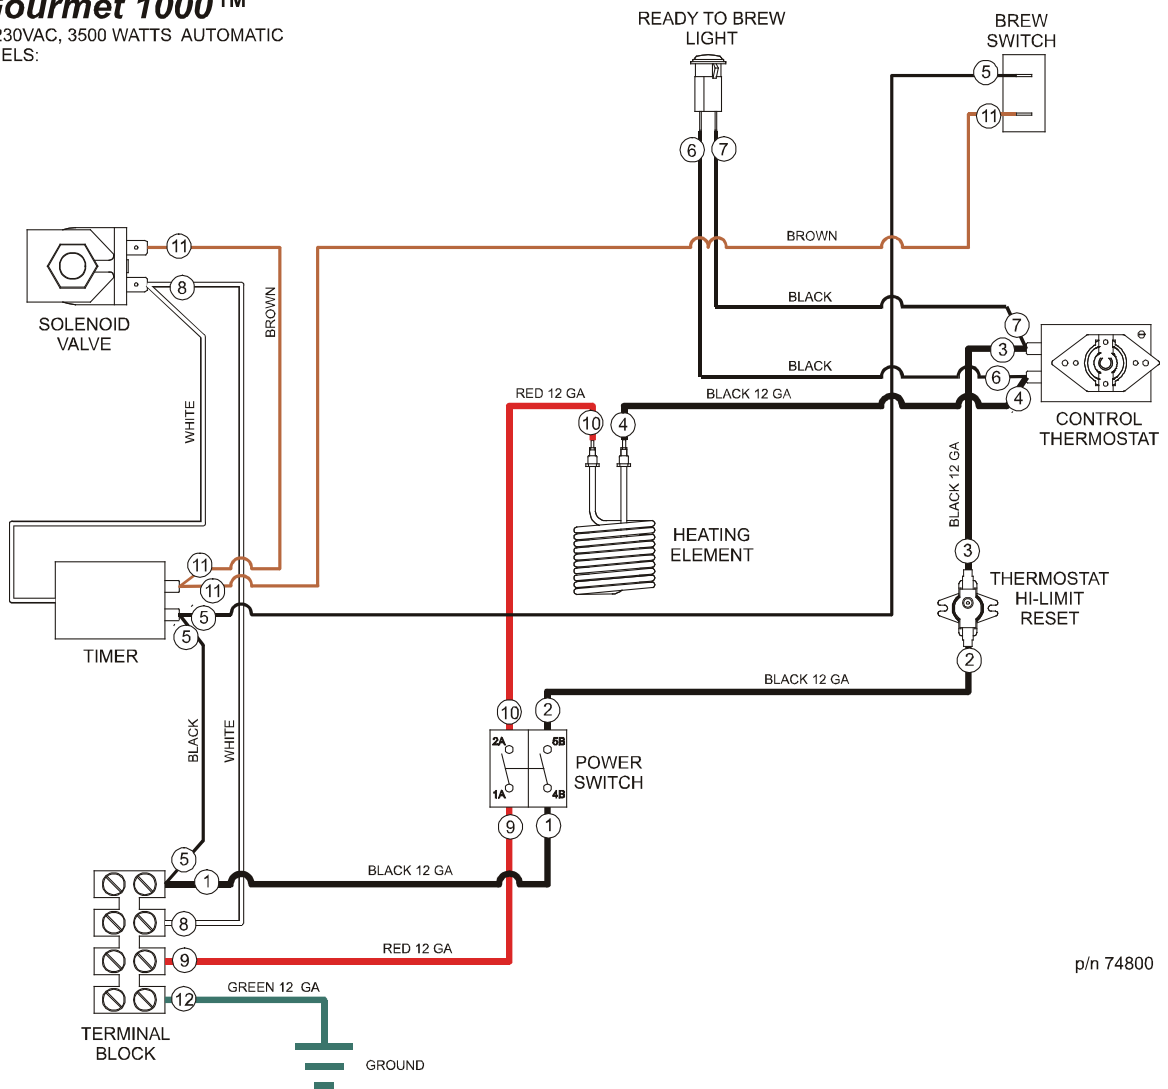 Gourmet 1000™
230VAC, 3500 WATTS AUTOMATIC
ELS:
READY TO BREW
LIGHT
BREW
SWITCH
5
11
6
7
BROWN
11
8
SOLENOID
VALVE
BROWN
BLACK
7
3
BLACK
6
4
CONTROL
THERMOSTAT
RED 12 GA
BLACK 12 GA
10
4
WHITE
BLACK 12 GA
HEATING
ELEMENT
3
THERMOSTAT
HI-LIMIT
RESET
2
11
11
5
5
TIMER
BLACK 12 GA
10
2
2A
5B
1A
4B
POWER
SWITCH
BLACK
WHITE
9
1
5
1
BLACK 12 GA
8
9
RED 12 GA
12
GREEN 12 GA
TERMINAL
BLOCK
GROUND
p/n 74800